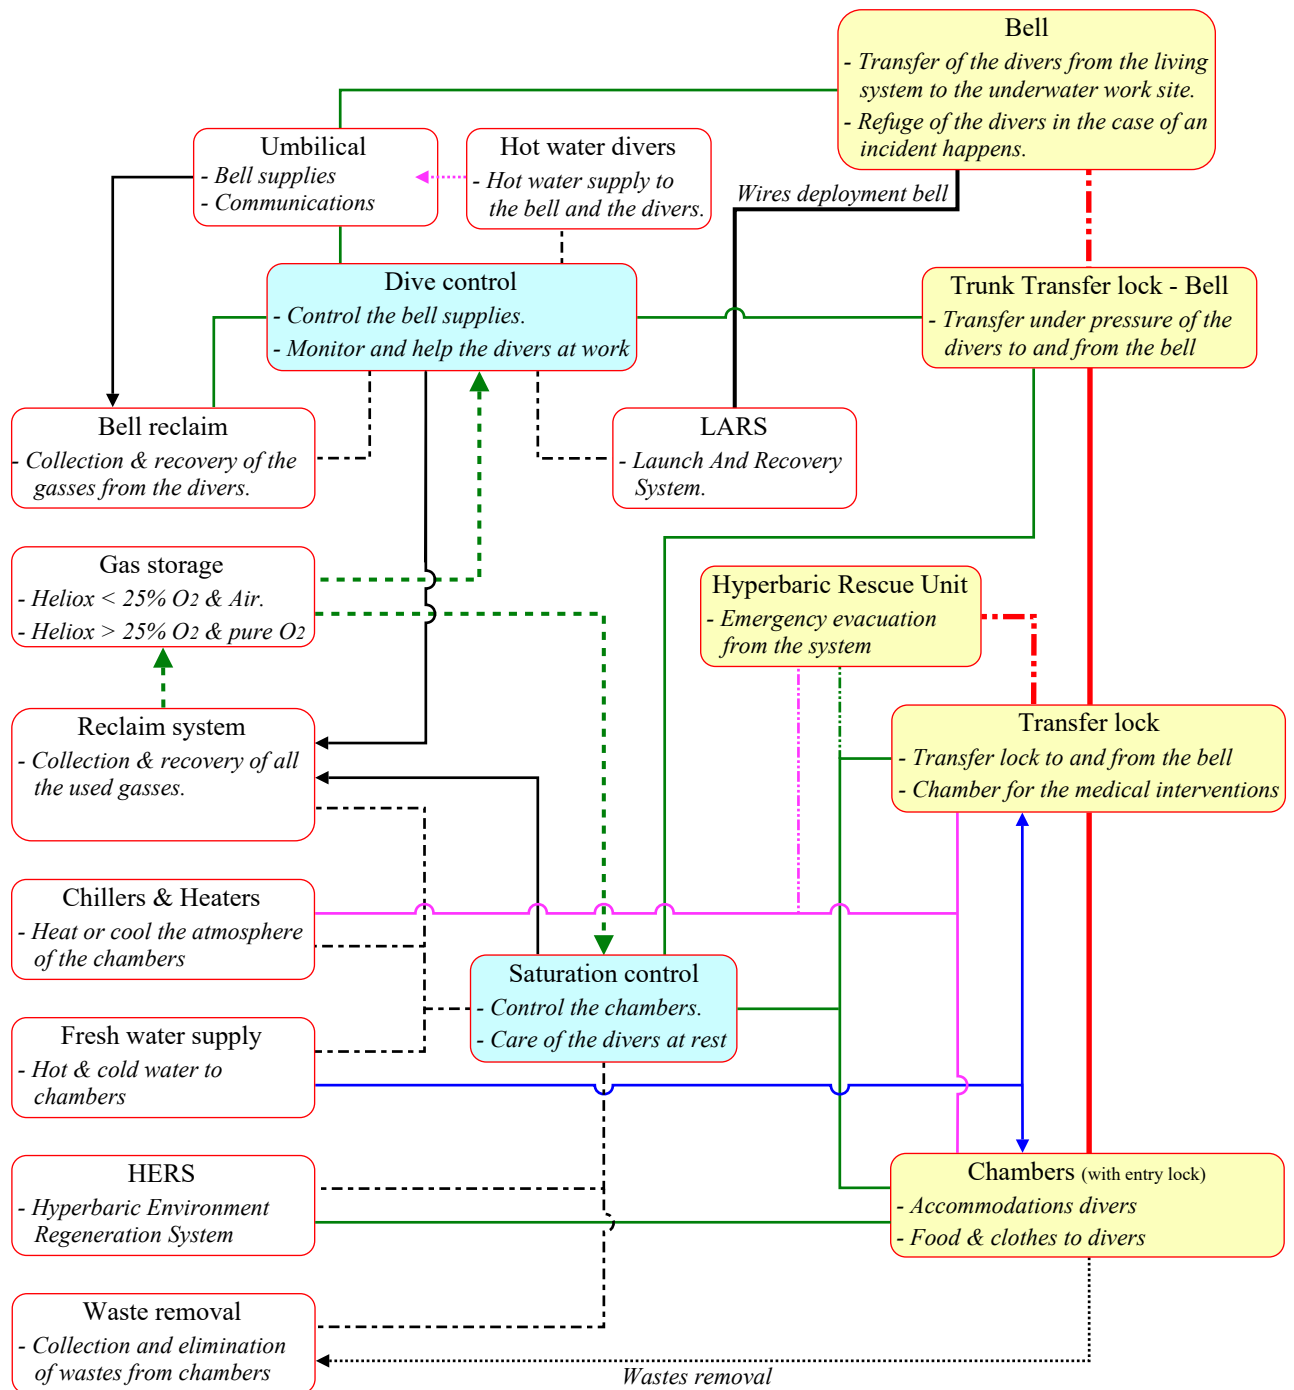 Bell
- Transfer of the divers from the living
system to the underwater work site.
- Refuge of the divers in the case of an
incident happens.
Umbilical
- Bell supplies
- Communications
Hot water divers
- Hot water supply to
the bell and the divers.
Wires deployment bell
Dive control
- Control the bell supplies.
- Monitor and help the divers at work
Trunk Transfer lock - Bell
- Transfer under pressure of the
divers to and from the bell
Bell reclaim
- Collection & recovery of the
gasses from the divers.
LARS
- Launch And Recovery
System.
Gas storage
- Heliox < 25% O2 & Air.
- Heliox > 25% O2 & pure O2
Hyperbaric Rescue Unit
- Emergency evacuation
from the system
Reclaim system
- Collection & recovery of all
the used gasses.
Transfer lock
- Transfer lock to and from the bell
- Chamber for the medical interventions
Chillers & Heaters
- Heat or cool the atmosphere
of the chambers
Saturation control
- Control the chambers.
- Care of the divers at rest
Fresh water supply
- Hot & cold water to
chambers
HERS
- Hyperbaric Environment
Regeneration System
Chambers (with entry lock)
- Accommodations divers
- Food & clothes to divers
Waste removal
- Collection and elimination
of wastes from chambers
Wastes removal